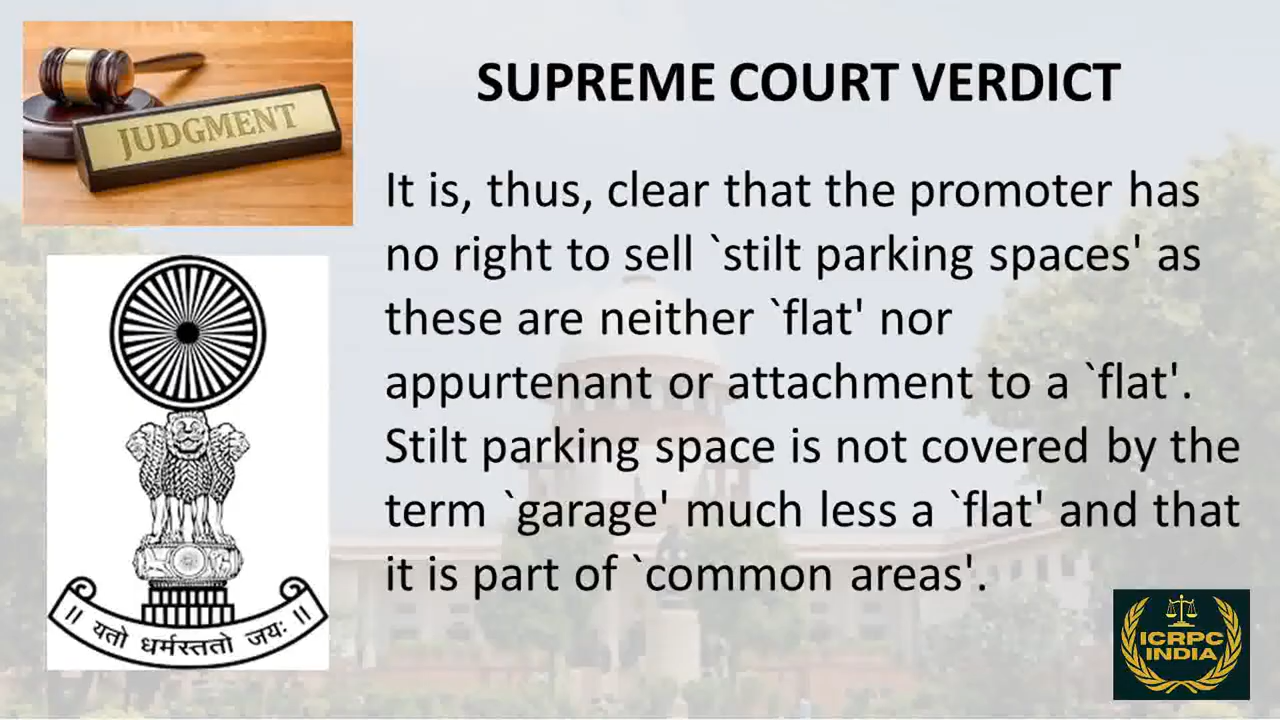 JUDGMENT
SUPREME COURT VERDICT
It is, thus, clear that the promoter has
no right to sell `stilt parking spaces' as
these are neither `flat' nor
appurtenant or attachment to a `flat'.
Stilt parking space is not covered by the
term `garage' much less a `flat' and that
it is part of `common areas'.
॥ यतो धर्मस्ततो जयः ॥
ICRPC
INDIA